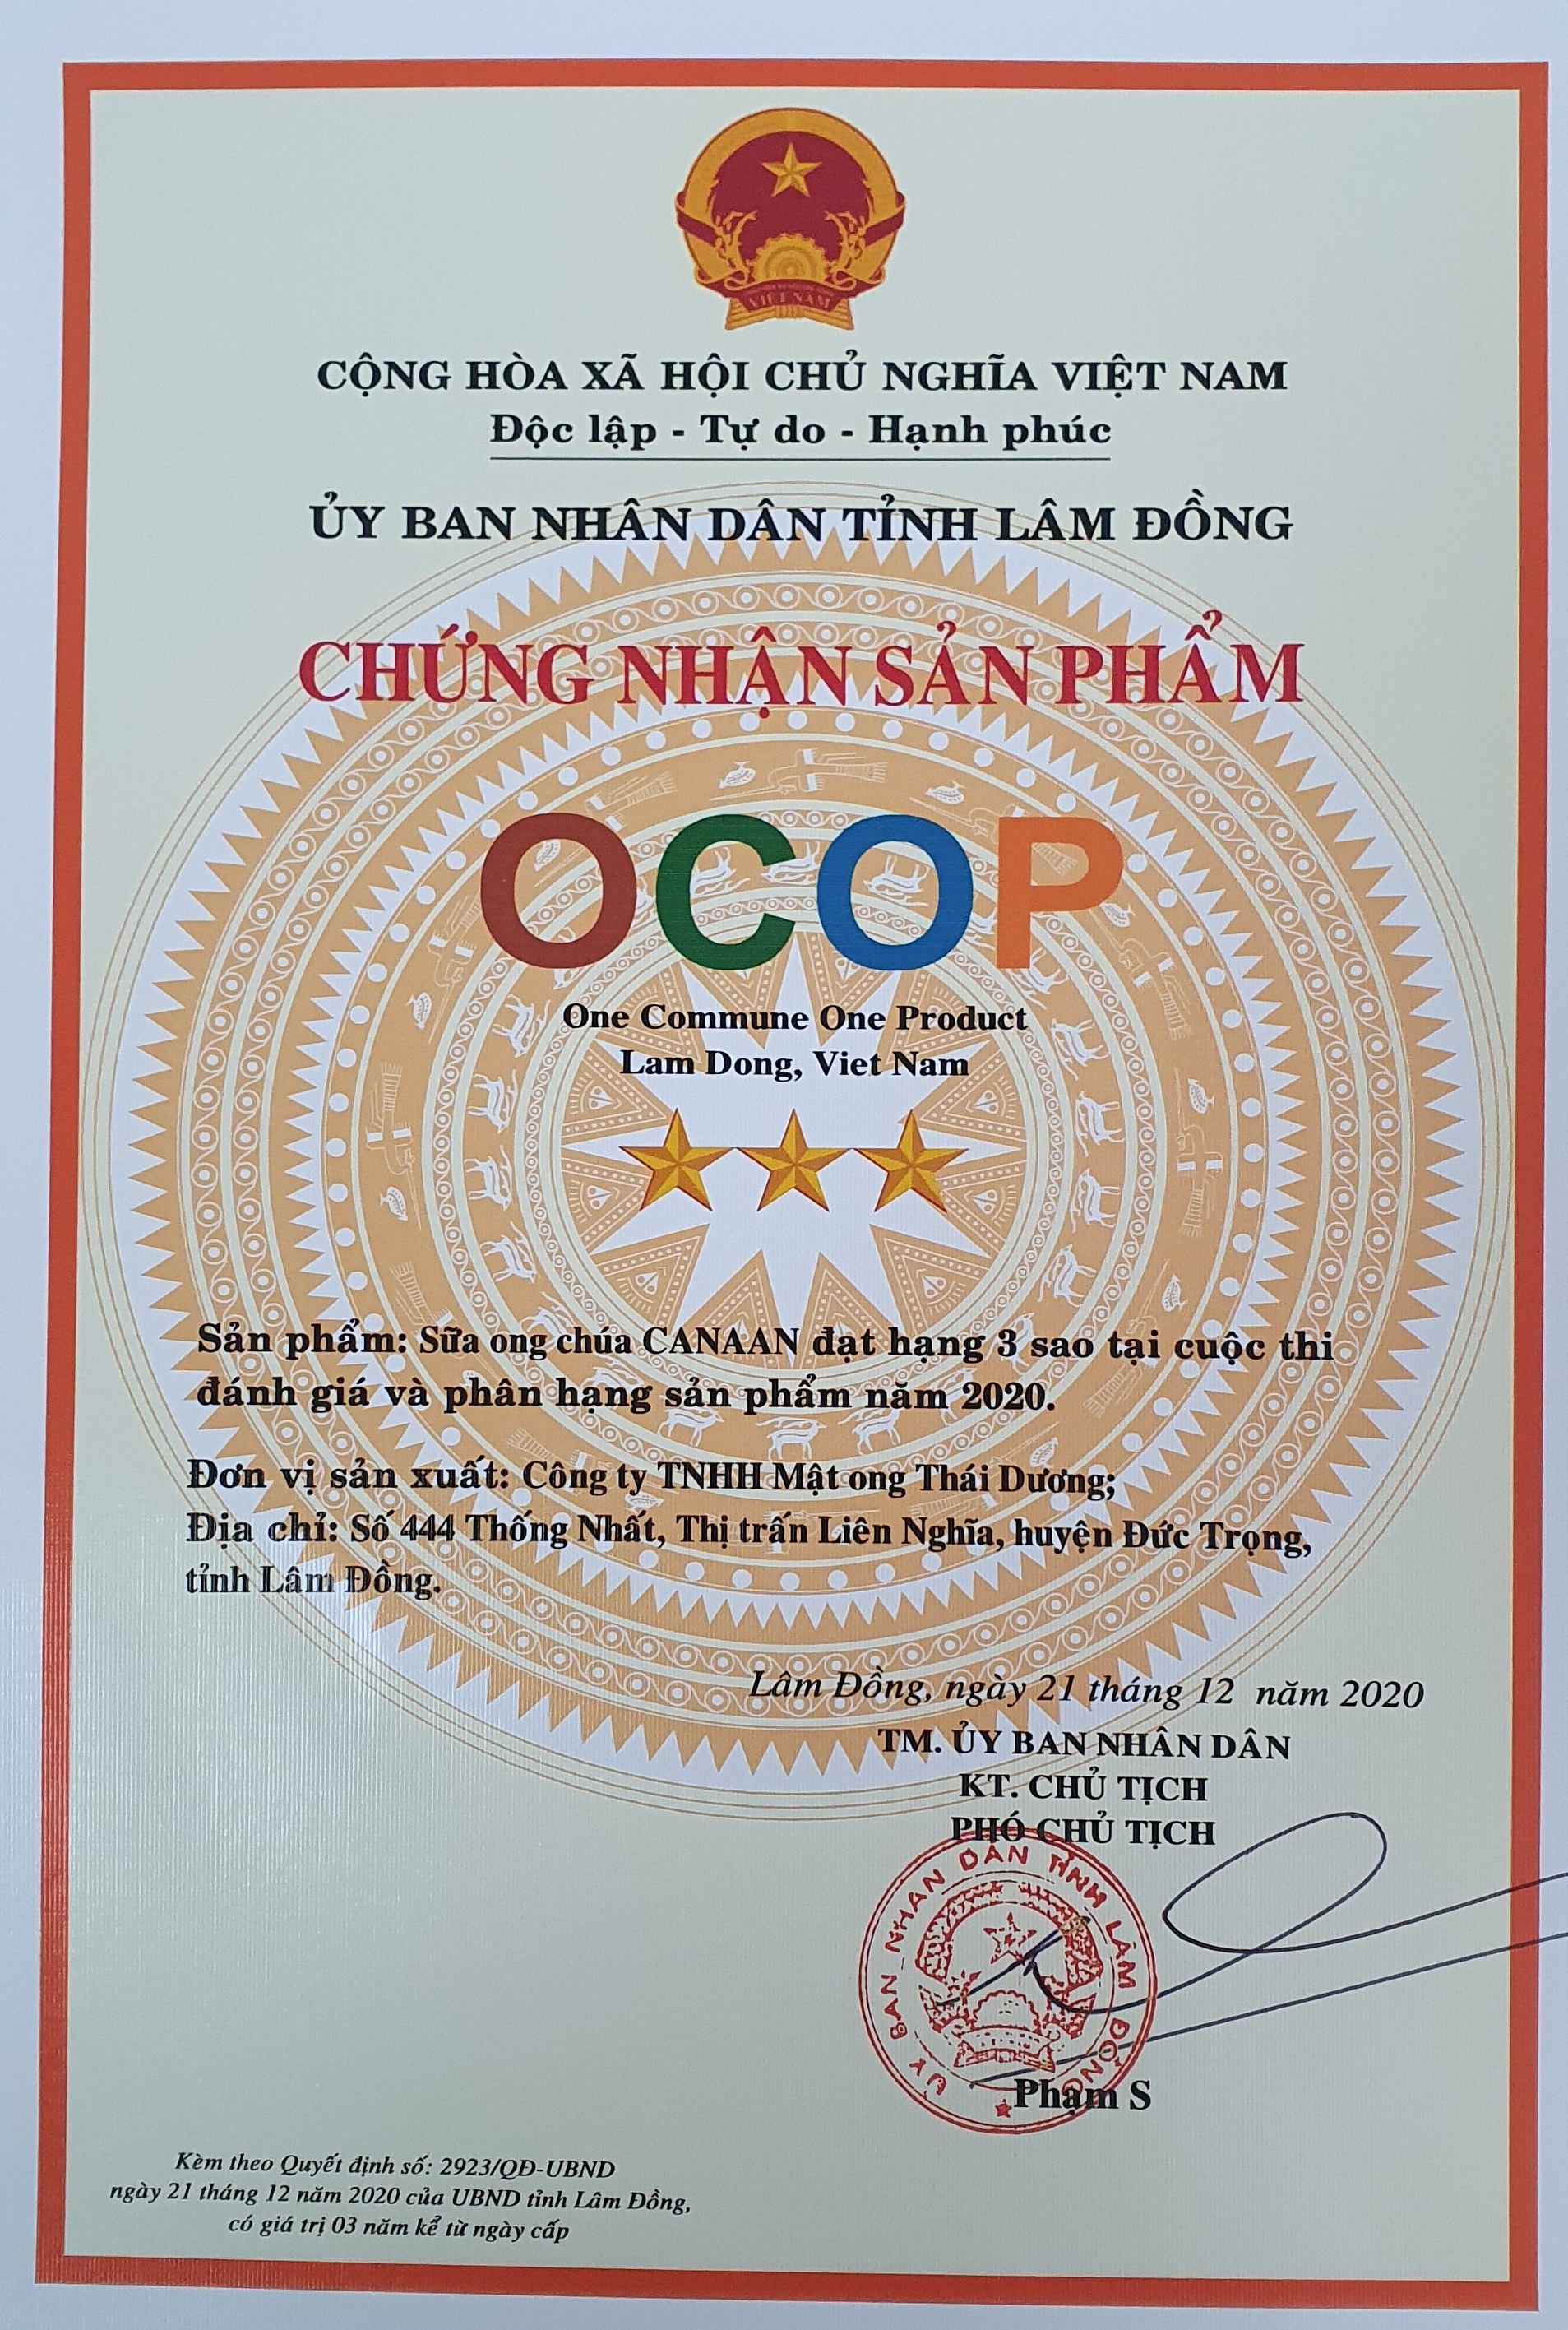 VIỆT NAM
CỘNG HÒA XÃ HỘI CHỦ NGHĨA VIỆT NAM
Độc lập - Tự do - Hạnh phúc
ỦY BAN NHÂN DÂN TỈNH LÂM ĐỒNG
CHỨNG NHẬN SẢN PHẨM
OCOP
One Commune One Product
Lam Dong, Viet Nam
Sản phẩm: Sữa ong chúa CANAAN đạt hạng 3 sao tại cuộc thi
đánh giá và phân hạng sản phẩm năm 2020.
Đơn vị sản xuất: Công ty TNHH Mật ong Thái Dương;
Địa chỉ: Số 444 Thống Nhất, Thị trấn Liên Nghĩa, huyện Đức Trọng,
tỉnh Lâm Đồng.
Lâm Đồng, ngày 21 tháng 12 năm 2020
TM. ỦY BAN NHÂN DÂN
KT. CHỦ TỊCH
PHÓ CHỦ TỊCH
ỦY BAN NHÂN DÂN TỈNH LÂM ĐỒNG
Phạm S
Kèm theo Quyết định số: 2923/QĐ-UBND
ngày 21 tháng 12 năm 2020 của UBND tỉnh Lâm Đồng,
có giá trị 03 năm kể từ ngày cấp